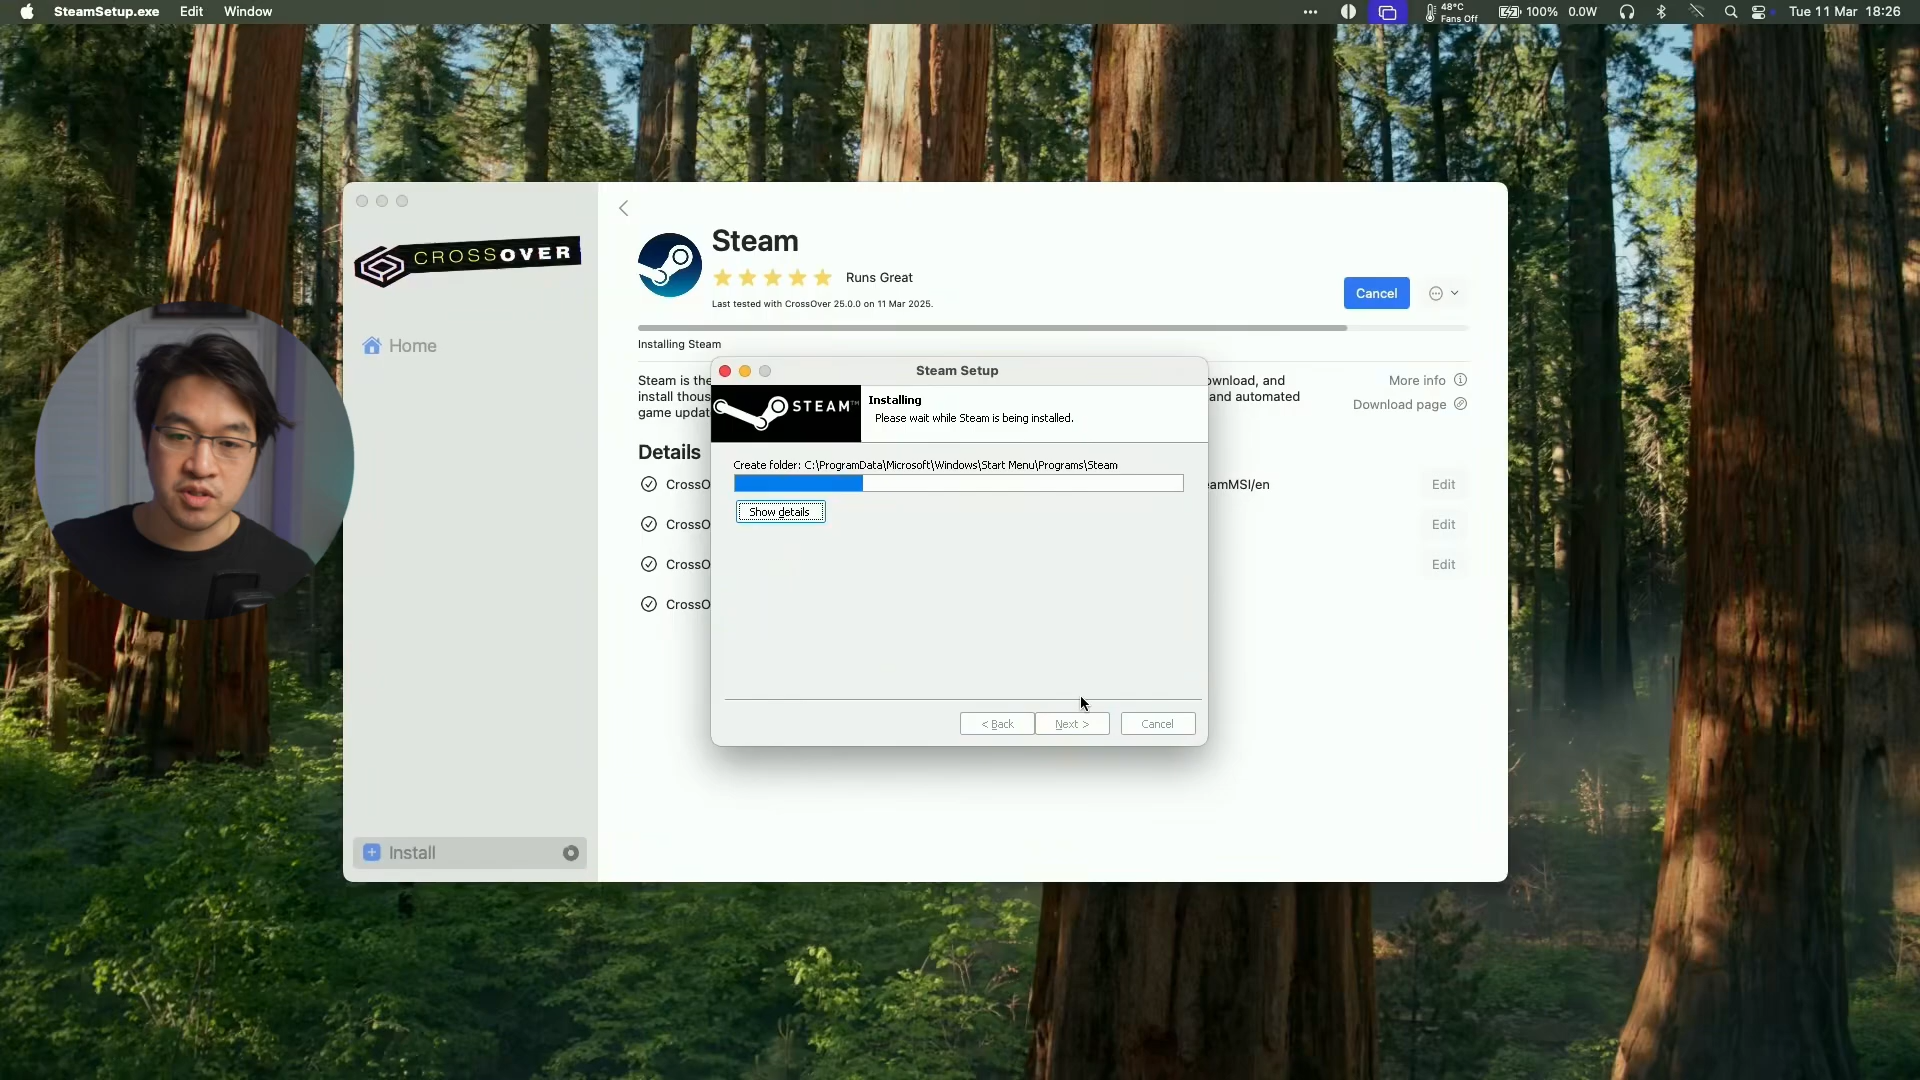 SteamSetup.exe Edit Window
48°C
Fans Off
100% 0.0W
Tue 11 Mar 18:26
CROSSOVER
Home
Install
Steam
Runs Great
Last tested with CrossOver 25.0.0 on 11 Mar 2025.
Cancel
Installing Steam
Steam is the
install thous
game updat
ownload, and
and automated
More info
Download page
Details
CrossO
eamMSI/en
Edit
CrossO
Edit
CrossO
Edit
CrossO
Steam Setup
STEAM™
Installing
Please wait while Steam is being installed.
Create folder: C:\ProgramData\Microsoft\Windows\Start Menu\Programs\Steam
Show details
< Back Next > Cancel